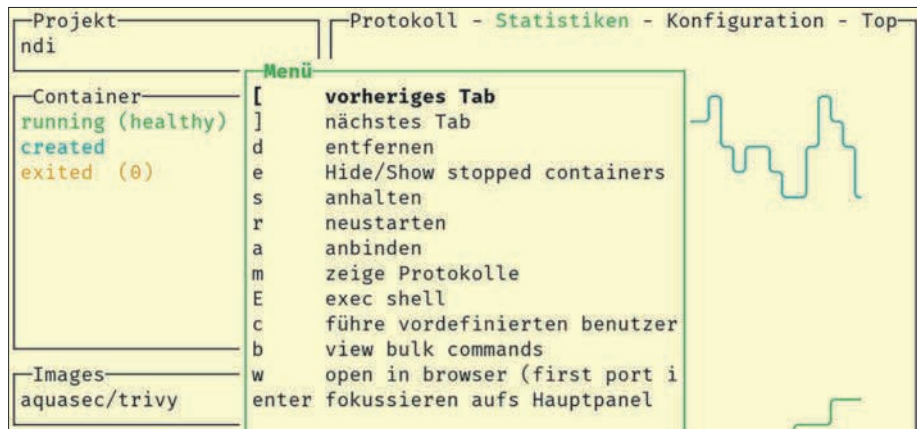 Projekt
ndi
Protokoll - Statistiken - Konfiguration - Top
Container
running (healthy)
created
exited (0)
Images
aquasec/trivy
Menü
[ vorheriges Tab
] nächstes Tab
d entfernen
e Hide/Show stopped containers
s anhalten
r neustarten
a anbinden
m zeige Protokolle
E exec shell
c führe vordefinierten benutzer
b view bulk commands
w open in browser (first port i
enter fokussieren aufs Hauptpanel